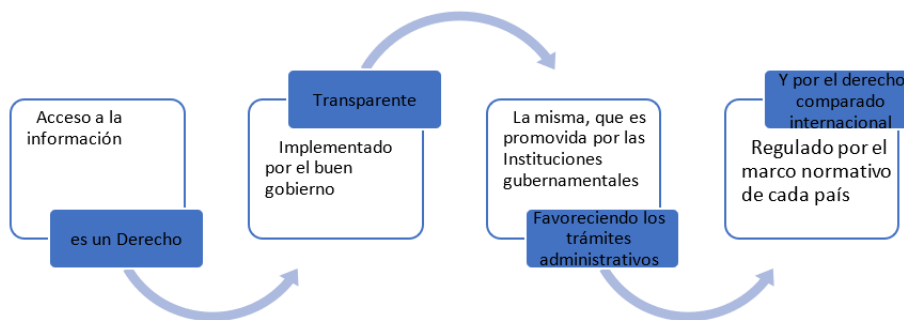 Acceso a la
información
es un Derecho
Transparente
Implementado
por el buen
gobierno
La misma, que es
promovida por las
Instituciones
gubernamentales
Favoreciendo los
trámites
administrativos
Y por el derecho
comparado
internacional
Regulado por el
marco normativo
de cada país